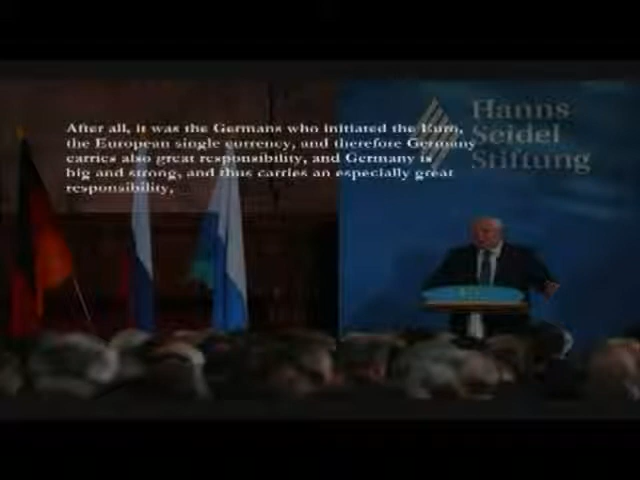 After all, it was the Germans who initiated the Euro,
the European single currency, and therefore Germany
carries also great responsibility, and Germany is
big and strong, and thus carries an especially great
responsibility,
Hanns
Seidel
Stiftung